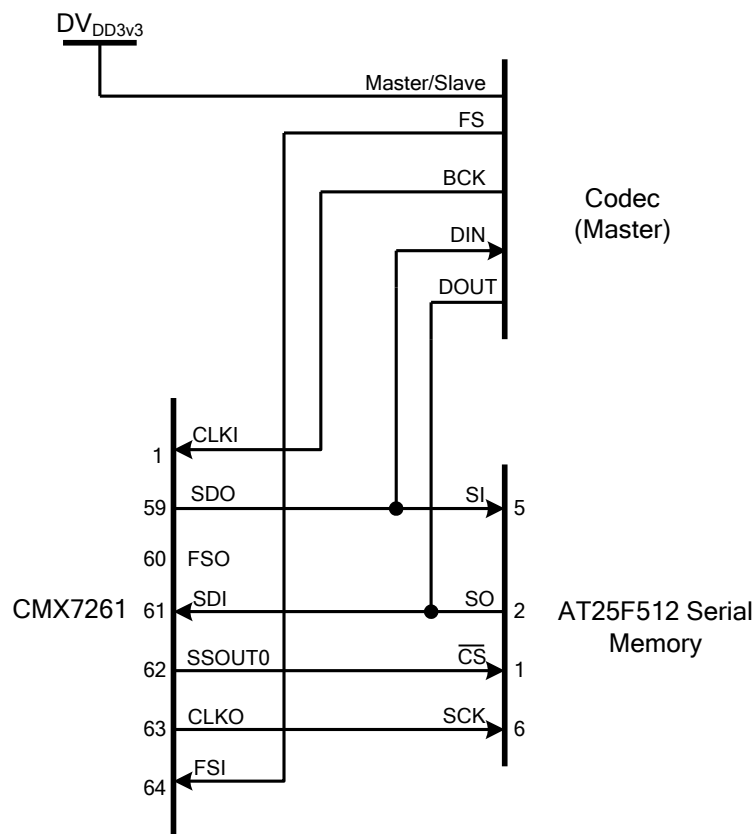 DVDD3v3
Master/Slave
FS
BCK
DIN
DOUT
Codec
(Master)
1 CLKI
59 SDO SI 5
60 FSO
CMX7261 61 SDI SO 2 AT25F512 Serial
Memory
62 SSOUT0 CS 1
63 CLKO SCK 6
64 FSI